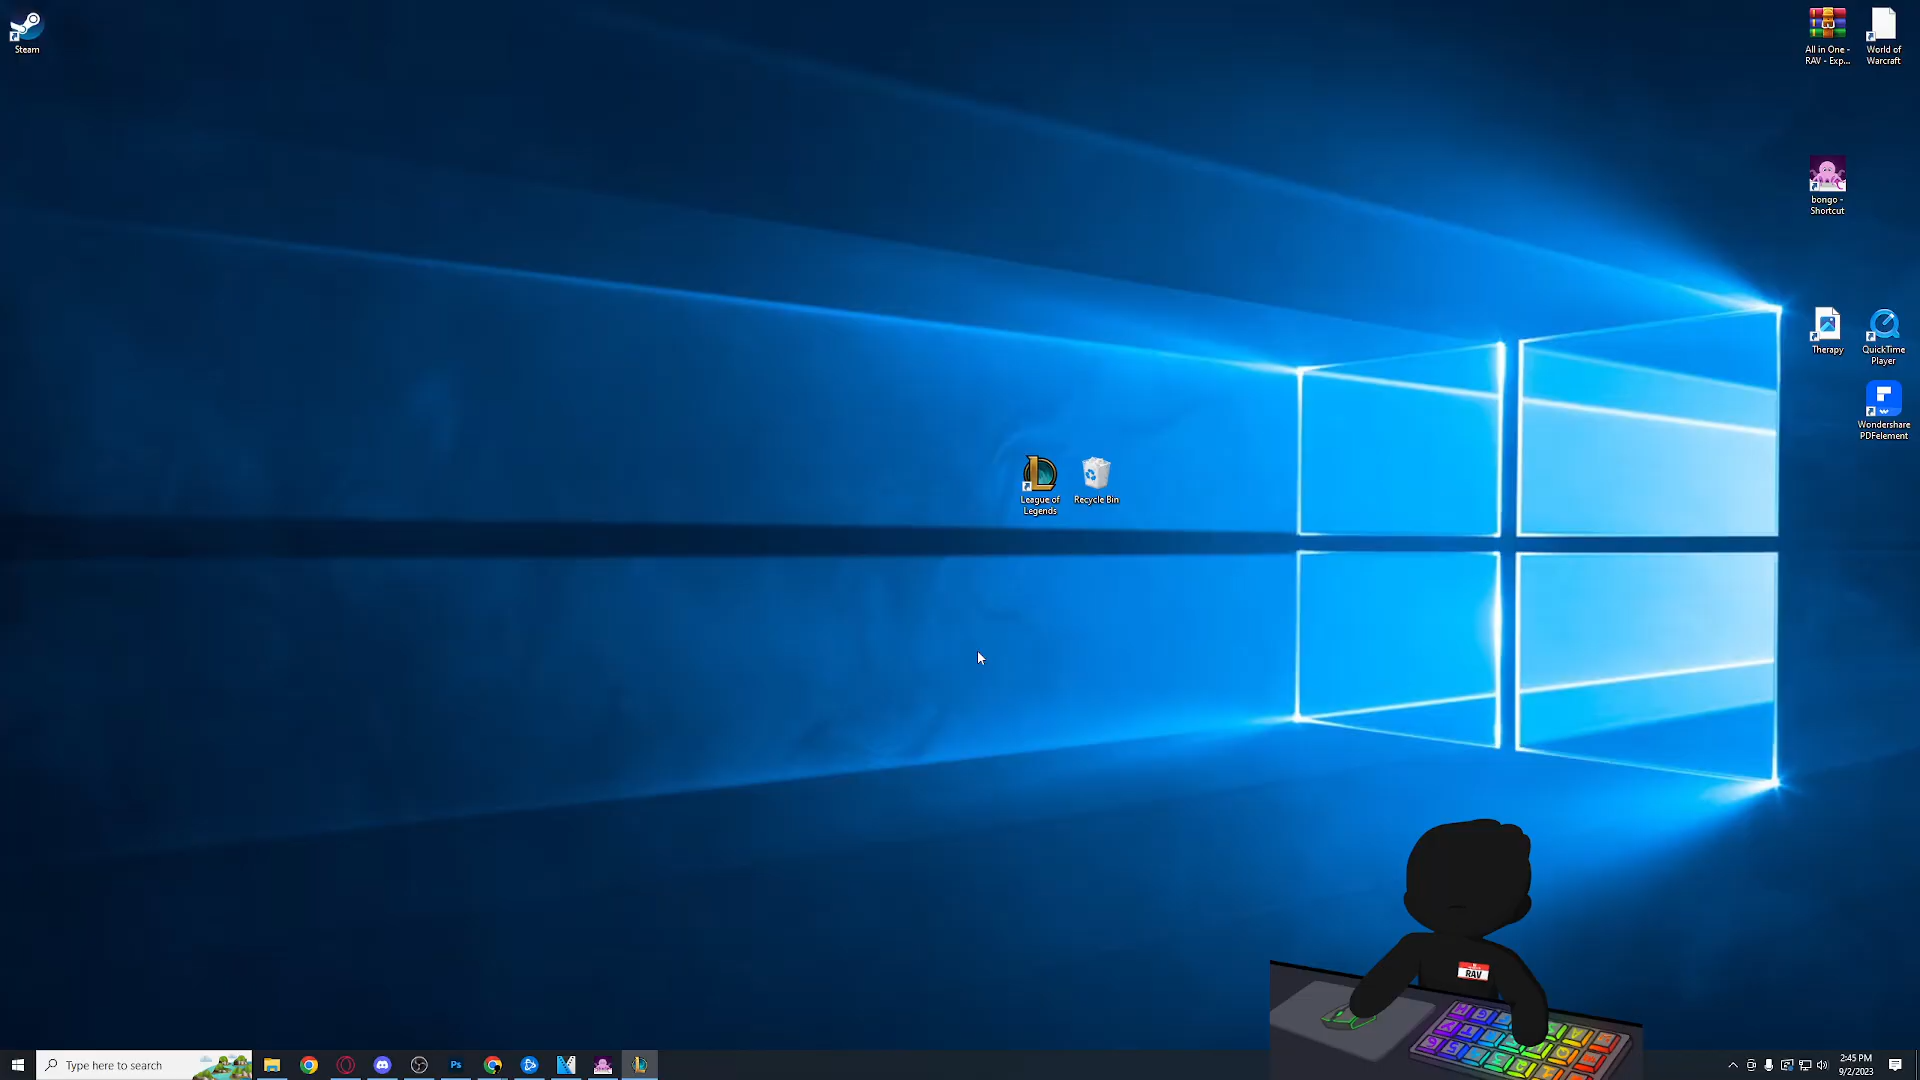 Steam
All in One -
RAV - Exp...
World of
Warcraft
bongo -
Shortcut
Therapy
QuickTime
Player
Wondershare
PDFelement
League of
Legends
Recycle Bin
RAV
Type here to search
Ps
2:45 PM
9/2/2023